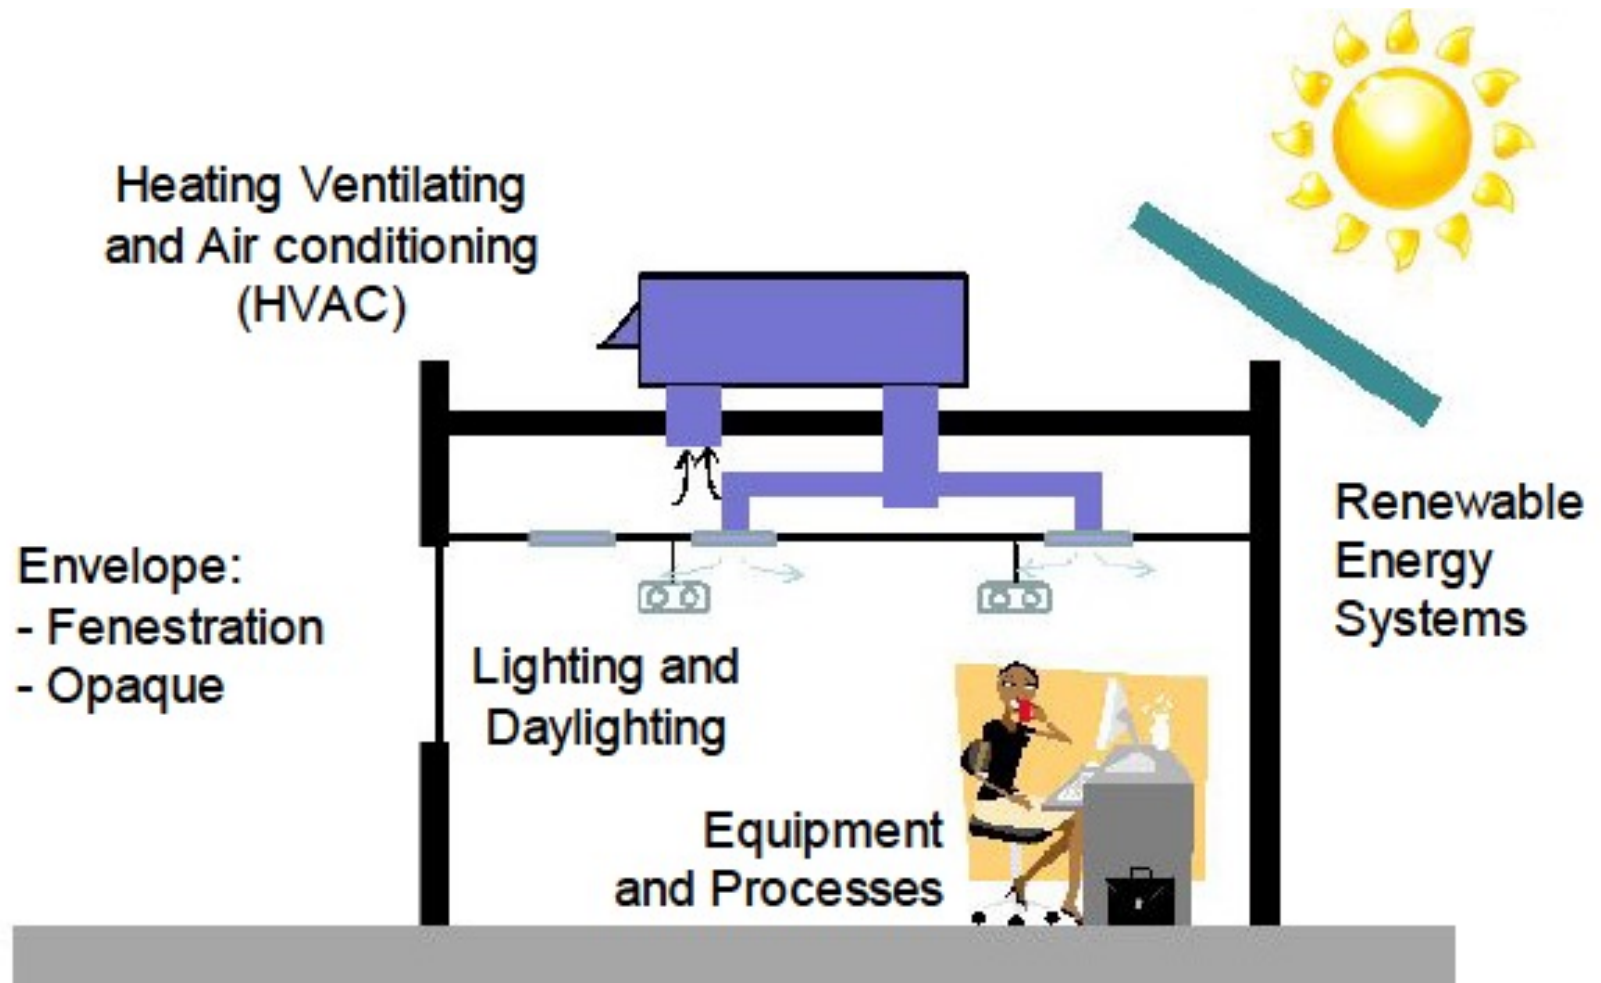 Heating Ventilating
and Air conditioning
(HVAC)
Envelope:
- Fenestration
- Opaque
Lighting and
Daylighting
Equipment
and Processes
Renewable
Energy
Systems